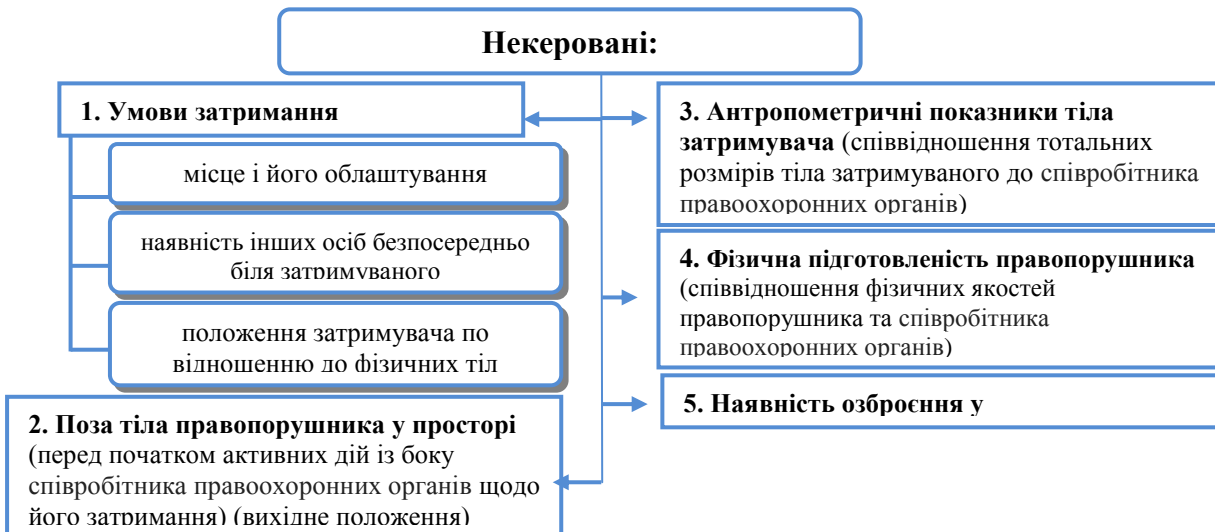 Некеровані:
1. Умови затримання
місце і його облаштування
наявність інших осіб безпосередньо
біля затримуваного
положення затримувача по
відношенню до фізичних тіл
2. Поза тіла правопорушника у просторі
(перед початком активних дій із боку
співробітника правоохоронних органів щодо
його затримання) (вихідне положення)
3. Антропометричні показники тіла
затримувача (співвідношення тотальних
розмірів тіла затримуваного до співробітника
правоохоронних органів)
4. Фізична підготовленість правопорушника
(співвідношення фізичних якостей
правопорушника та співробітника
правоохоронних органів)
5. Наявність озброєння у